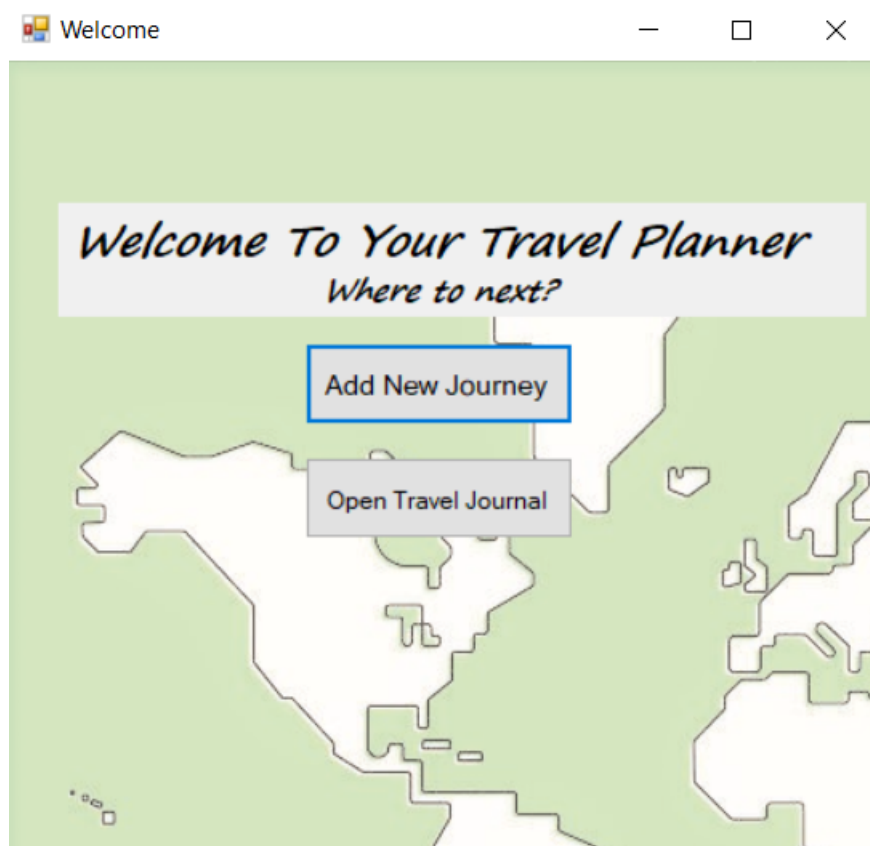 Welcome
Welcome To Your Travel Planner
Where to next?
Add New Journey
Open Travel Journal